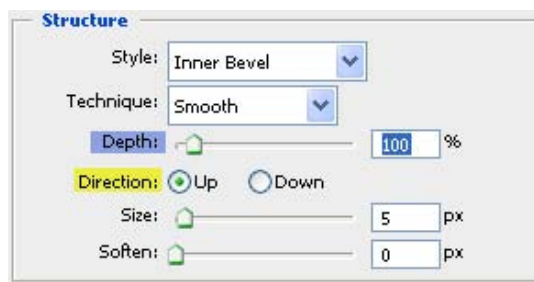 Structure
Style: Inner Bevel
Technique: Smooth
Depth: 100 %
Direction: Up Down
Size: 5 px
Soften: 0 px